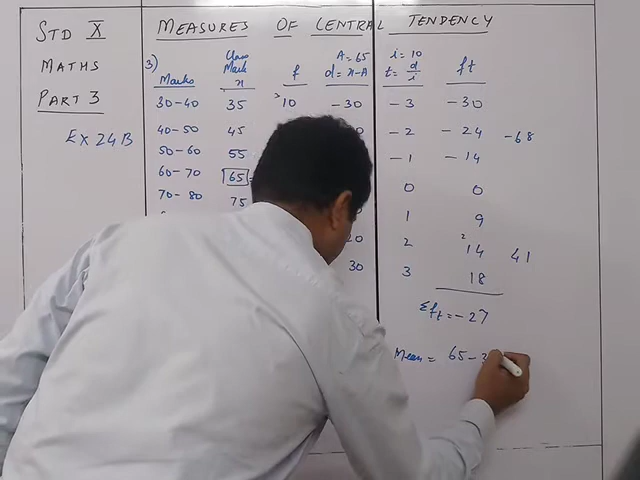 STD X
MATHS
PART 3
EX 24B
MEASURES OF CENTRAL TENDENCY
3)
Marks Class Mark x f A = 65 d = x-A i = 10 t = d/i ft
30-40 35 10 -30 -3 -30
40-50 45 -2 -24 -68
50-60 55 -1 -14
60-70 65 0 0
70-80 75 1 9
20 2 14 41
30 3 18
Σft = -27
Mean = 65 -